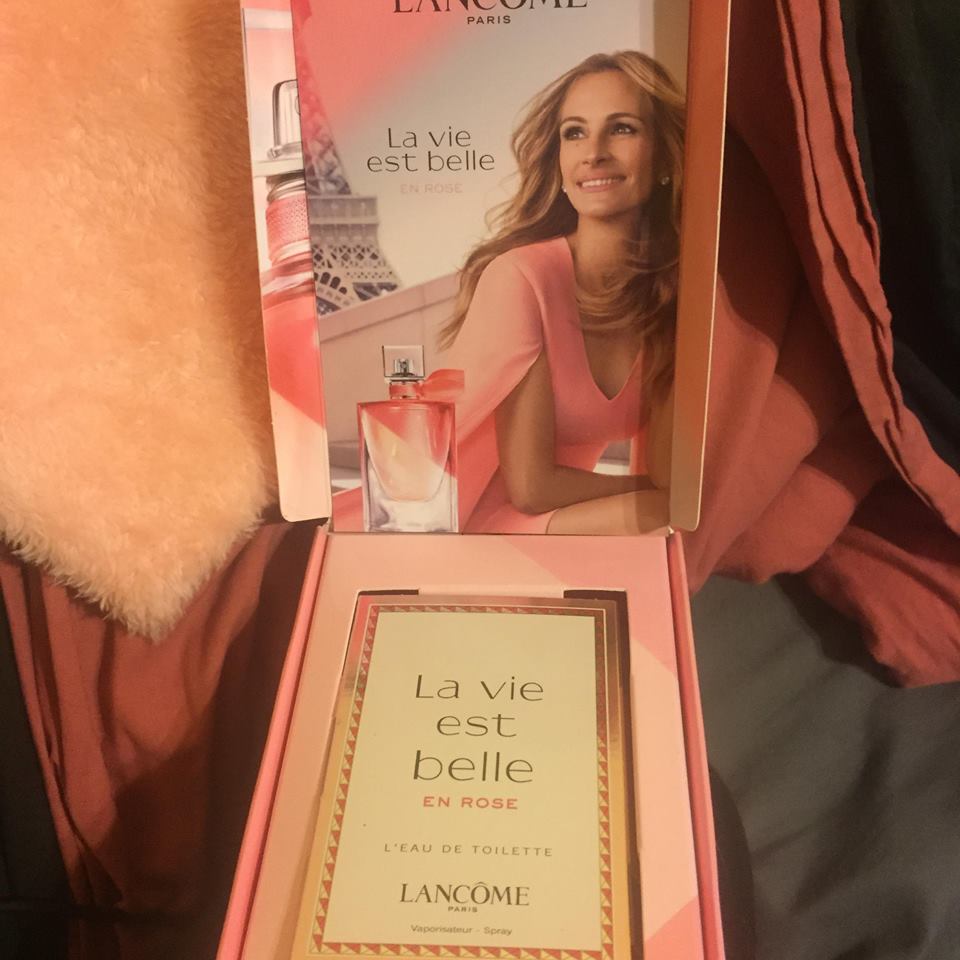 LANCÔME
PARIS
La vie
est belle
EN ROSE
La vie
est
belle
EN ROSE
L'EAU DE TOILETTE
LANCÔME
PARIS
Vaporisateur - Spray